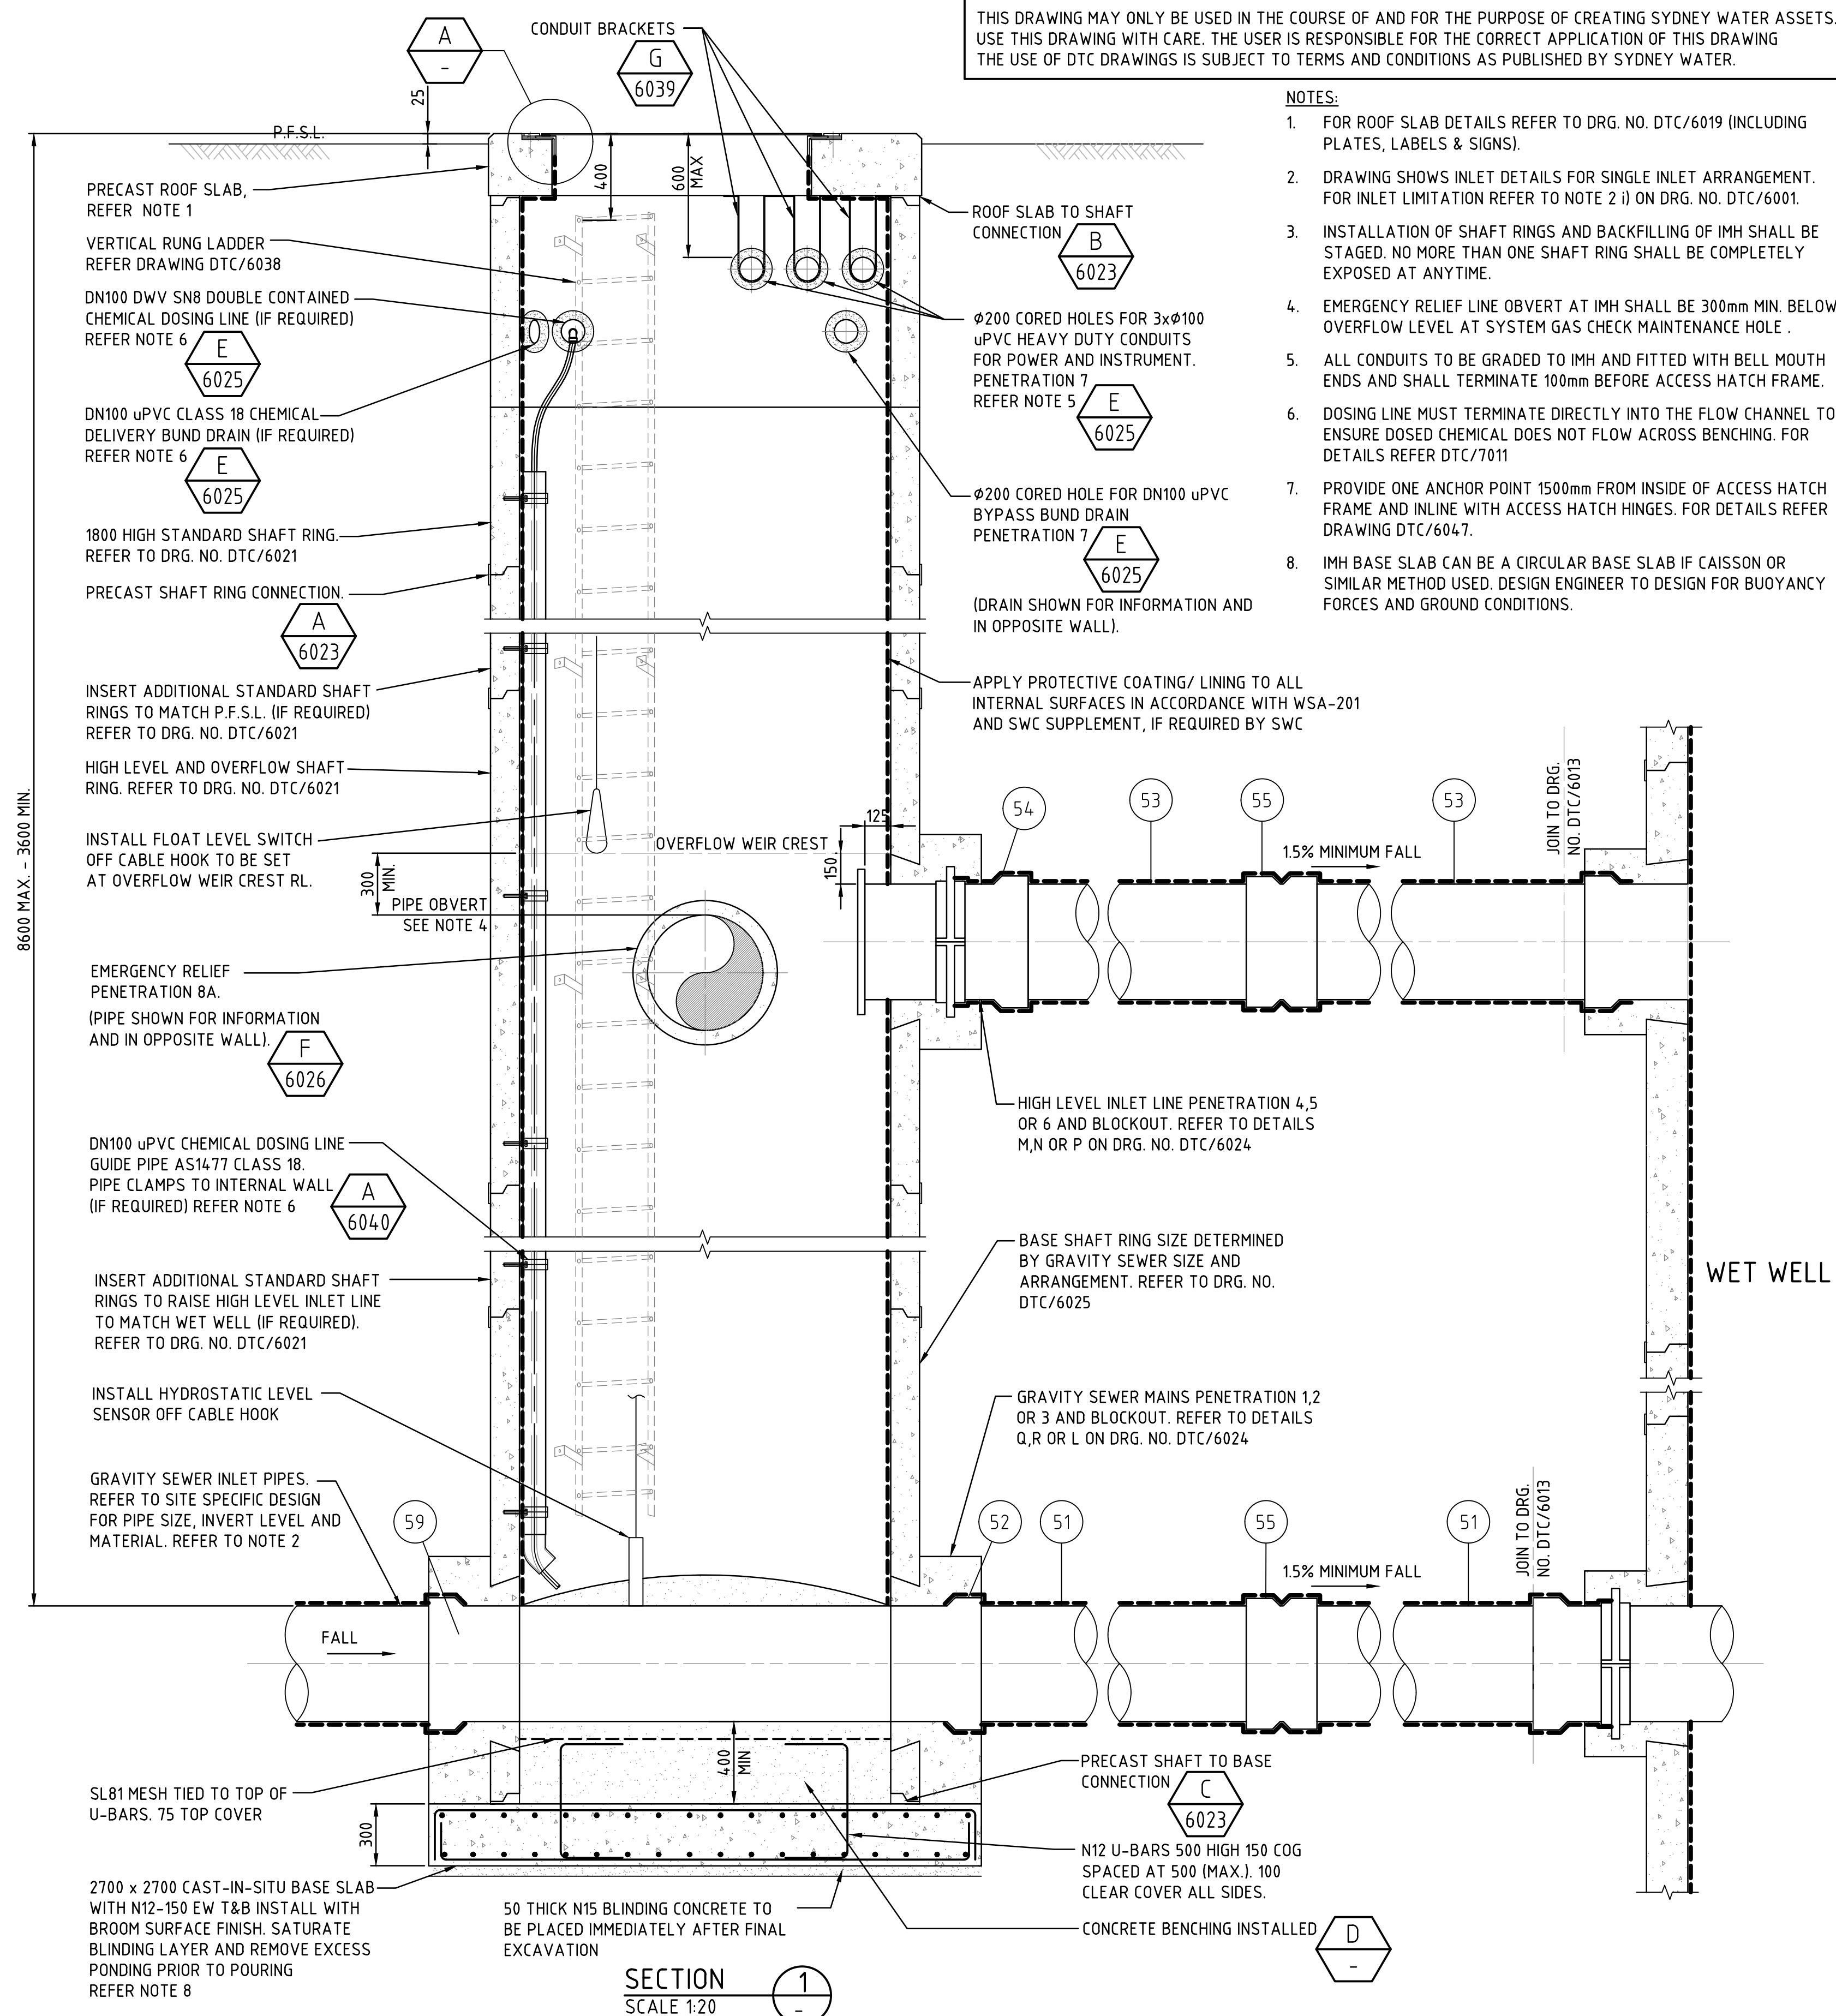 THIS DRAWING MAY ONLY BE USED IN THE COURSE OF AND FOR THE PURPOSE OF CREATING SYDNEY WATER ASSETS.
USE THIS DRAWING WITH CARE. THE USER IS RESPONSIBLE FOR THE CORRECT APPLICATION OF THIS DRAWING
THE USE OF DTC DRAWINGS IS SUBJECT TO TERMS AND CONDITIONS AS PUBLISHED BY SYDNEY WATER.
NOTES:
1. FOR ROOF SLAB DETAILS REFER TO DRG. NO. DTC/6019 (INCLUDING
PLATES, LABELS & SIGNS).
2. DRAWING SHOWS INLET DETAILS FOR SINGLE INLET ARRANGEMENT.
FOR INLET LIMITATION REFER TO NOTE 2 i) ON DRG. NO. DTC/6001.
3. INSTALLATION OF SHAFT RINGS AND BACKFILLING OF IMH SHALL BE
STAGED. NO MORE THAN ONE SHAFT RING SHALL BE COMPLETELY
EXPOSED AT ANYTIME.
4. EMERGENCY RELIEF LINE OBVERT AT IMH SHALL BE 300mm MIN. BELOW
OVERFLOW LEVEL AT SYSTEM GAS CHECK MAINTENANCE HOLE .
5. ALL CONDUITS TO BE GRADED TO IMH AND FITTED WITH BELL MOUTH
ENDS AND SHALL TERMINATE 100mm BEFORE ACCESS HATCH FRAME.
6. DOSING LINE MUST TERMINATE DIRECTLY INTO THE FLOW CHANNEL TO
ENSURE DOSED CHEMICAL DOES NOT FLOW ACROSS BENCHING. FOR
DETAILS REFER DTC/7011
7. PROVIDE ONE ANCHOR POINT 1500mm FROM INSIDE OF ACCESS HATCH
FRAME AND INLINE WITH ACCESS HATCH HINGES. FOR DETAILS REFER
DRAWING DTC/6047.
8. IMH BASE SLAB CAN BE A CIRCULAR BASE SLAB IF CAISSON OR
SIMILAR METHOD USED. DESIGN ENGINEER TO DESIGN FOR BUOYANCY
FORCES AND GROUND CONDITIONS.
A
-
CONDUIT BRACKETS
G
6039
25
P.F.S.L.
400
600
MAX
PRECAST ROOF SLAB,
REFER NOTE 1
VERTICAL RUNG LADDER
REFER DRAWING DTC/6038
DN100 DWV SN8 DOUBLE CONTAINED
CHEMICAL DOSING LINE (IF REQUIRED)
REFER NOTE 6
E
6025
DN100 uPVC CLASS 18 CHEMICAL
DELIVERY BUND DRAIN (IF REQUIRED)
REFER NOTE 6
E
6025
1800 HIGH STANDARD SHAFT RING.
REFER TO DRG. NO. DTC/6021
PRECAST SHAFT RING CONNECTION.
A
6023
INSERT ADDITIONAL STANDARD SHAFT
RINGS TO MATCH P.F.S.L. (IF REQUIRED)
REFER TO DRG. NO. DTC/6021
HIGH LEVEL AND OVERFLOW SHAFT
RING. REFER TO DRG. NO. DTC/6021
INSTALL FLOAT LEVEL SWITCH
OFF CABLE HOOK TO BE SET
AT OVERFLOW WEIR CREST RL.
8600 MAX. - 3600 MIN.
300
MIN.
PIPE OBVERT
SEE NOTE 4
EMERGENCY RELIEF
PENETRATION 8A.
(PIPE SHOWN FOR INFORMATION
AND IN OPPOSITE WALL).
F
6026
DN100 uPVC CHEMICAL DOSING LINE
GUIDE PIPE AS1477 CLASS 18.
PIPE CLAMPS TO INTERNAL WALL
(IF REQUIRED) REFER NOTE 6
A
6040
INSERT ADDITIONAL STANDARD SHAFT
RINGS TO RAISE HIGH LEVEL INLET LINE
TO MATCH WET WELL (IF REQUIRED).
REFER TO DRG. NO. DTC/6021
INSTALL HYDROSTATIC LEVEL
SENSOR OFF CABLE HOOK
GRAVITY SEWER INLET PIPES.
REFER TO SITE SPECIFIC DESIGN
FOR PIPE SIZE, INVERT LEVEL AND
MATERIAL. REFER TO NOTE 2
59
FALL
SL81 MESH TIED TO TOP OF
U-BARS. 75 TOP COVER
300
2700 x 2700 CAST-IN-SITU BASE SLAB
WITH N12-150 EW T&B INSTALL WITH
BROOM SURFACE FINISH. SATURATE
BLINDING LAYER AND REMOVE EXCESS
PONDING PRIOR TO POURING
REFER NOTE 8
ROOF SLAB TO SHAFT
CONNECTION
B
6023
Ø200 CORED HOLES FOR 3xØ100
uPVC HEAVY DUTY CONDUITS
FOR POWER AND INSTRUMENT.
PENETRATION 7
REFER NOTE 5
E
6025
Ø200 CORED HOLE FOR DN100 uPVC
BYPASS BUND DRAIN
PENETRATION 7
E
6025
(DRAIN SHOWN FOR INFORMATION AND
IN OPPOSITE WALL).
APPLY PROTECTIVE COATING/ LINING TO ALL
INTERNAL SURFACES IN ACCORDANCE WITH WSA-201
AND SWC SUPPLEMENT, IF REQUIRED BY SWC
OVERFLOW WEIR CREST
125
150
54
53
55
53
1.5% MINIMUM FALL
JOIN TO DRG.
NO. DTC/6013
HIGH LEVEL INLET LINE PENETRATION 4,5
OR 6 AND BLOCKOUT. REFER TO DETAILS
M,N OR P ON DRG. NO. DTC/6024
BASE SHAFT RING SIZE DETERMINED
BY GRAVITY SEWER SIZE AND
ARRANGEMENT. REFER TO DRG. NO.
DTC/6025
WET WELL
GRAVITY SEWER MAINS PENETRATION 1,2
OR 3 AND BLOCKOUT. REFER TO DETAILS
Q,R OR L ON DRG. NO. DTC/6024
52
51
55
51
1.5% MINIMUM FALL
JOIN TO DRG.
NO. DTC/6013
400
MIN
PRECAST SHAFT TO BASE
CONNECTION
C
6023
N12 U-BARS 500 HIGH 150 COG
SPACED AT 500 (MAX.). 100
CLEAR COVER ALL SIDES.
50 THICK N15 BLINDING CONCRETE TO
BE PLACED IMMEDIATELY AFTER FINAL
EXCAVATION
CONCRETE BENCHING INSTALLED
D
-
SECTION
SCALE 1:20
1
-